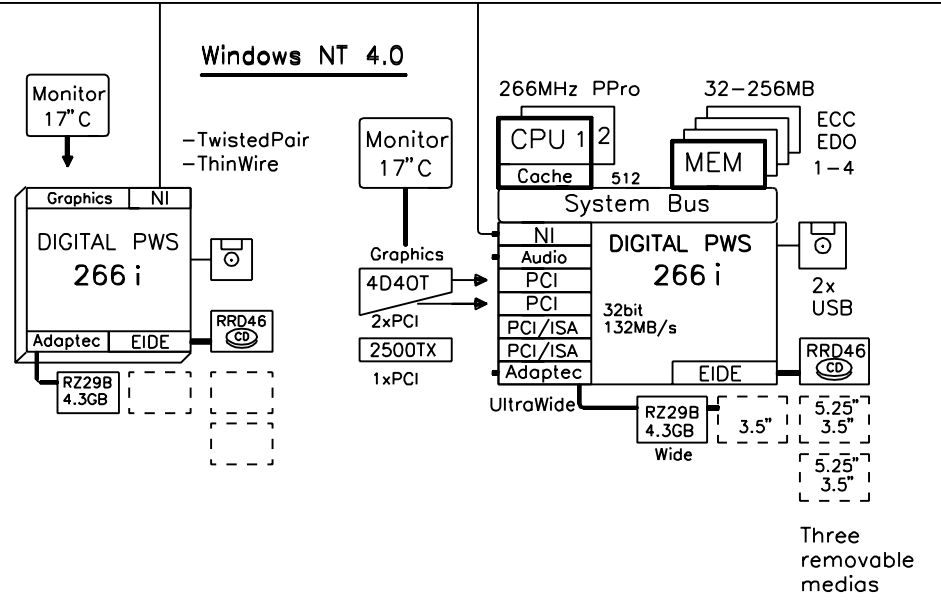 Windows NT 4.0
Monitor
17"C
-TwistedPair
-ThinWire
Graphics NI
DIGITAL PWS
266i
Adaptec EIDE
RRD46
CD
RZ29B
4.3GB
Monitor
17"C
Graphics
4D40T
2xPCI
2500TX
1xPCI
266MHz PPro
CPU 1 2
Cache
512
32-256MB
ECC
EDO
1-4
MEM
System Bus
NI
Audio
PCI
PCI
PCI/ISA
PCI/ISA
Adaptec
UltraWide
DIGITAL PWS
266i
32bit
132MB/s
EIDE
2x
USB
RRD46
CD
RZ29B
4.3GB
Wide
3.5"
5.25"
3.5"
5.25"
3.5"
Three
removable
medias